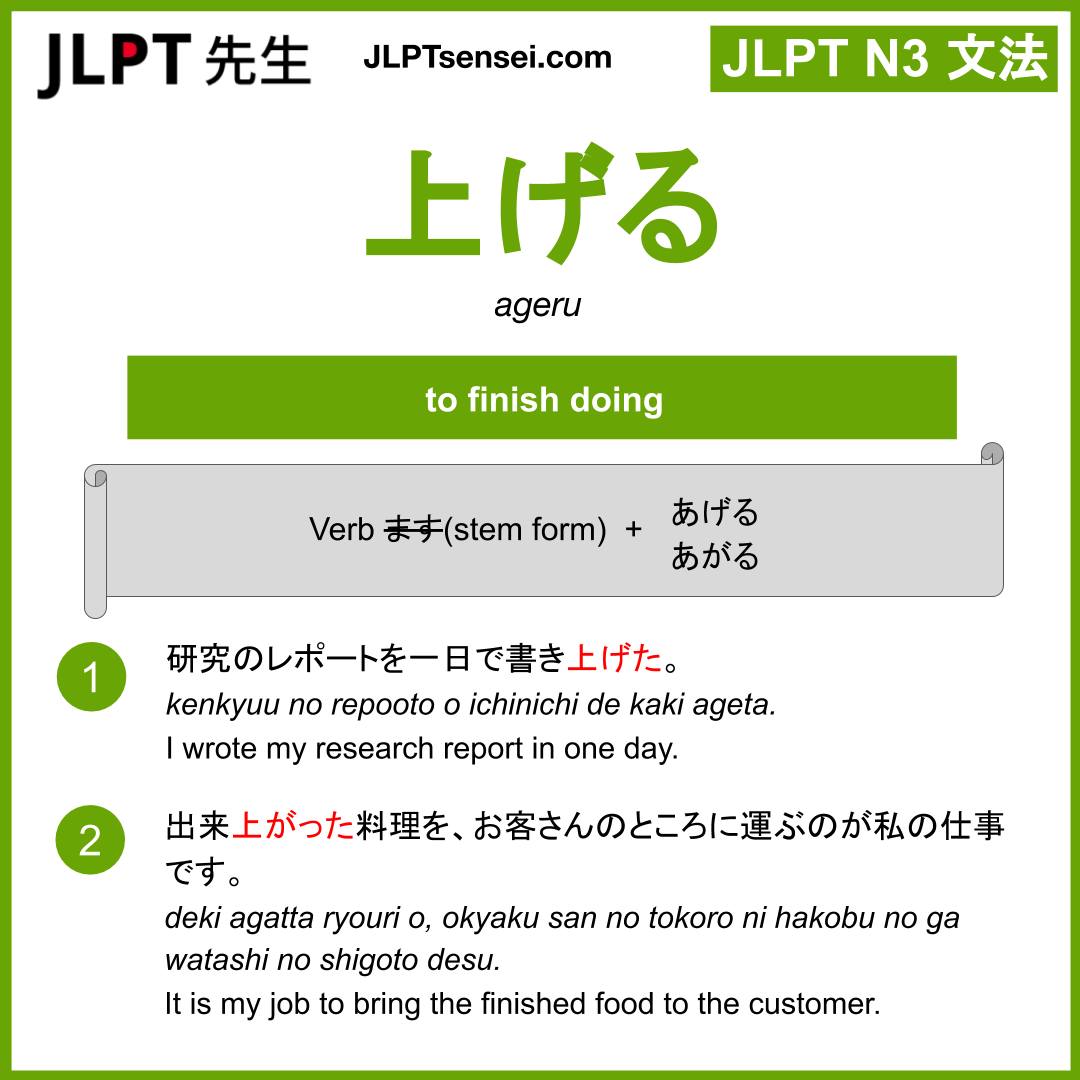 JLPT 先生
JLPTsensei.com
JLPT N3 文法
上げる
ageru
to finish doing
Verb ます(stem form) +
あげる
あがる
1
研究のレポートを一日で書き上げた。
kenkyuu no repooto o ichinichi de kaki ageta.
I wrote my research report in one day.
2
出来上がった料理を、お客さんのところに運ぶのが私の仕事
です。
deki agatta ryouri o, okyaku san no tokoro ni hakobu no ga
watashi no shigoto desu.
It is my job to bring the finished food to the customer.